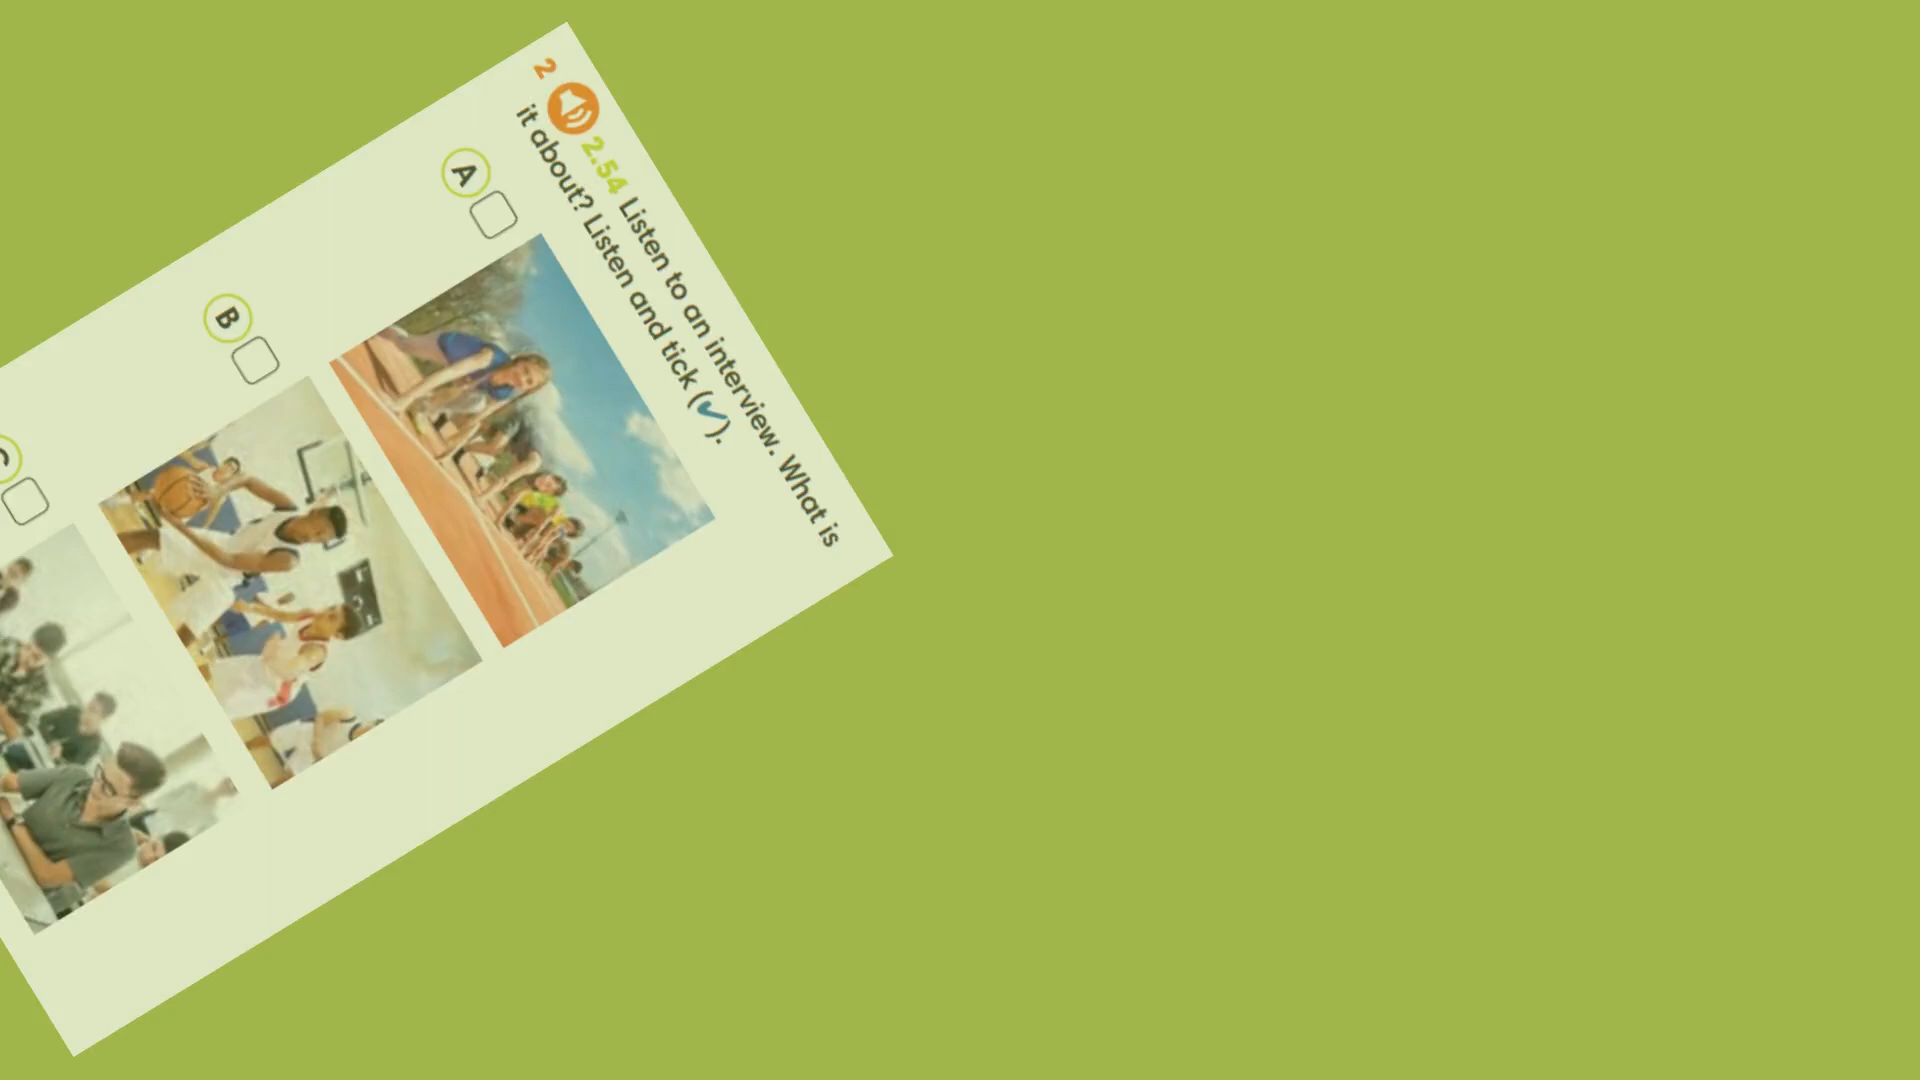 2 2.54 Listen to an interview. What is
it about? Listen and tick (✓).
A
B
C